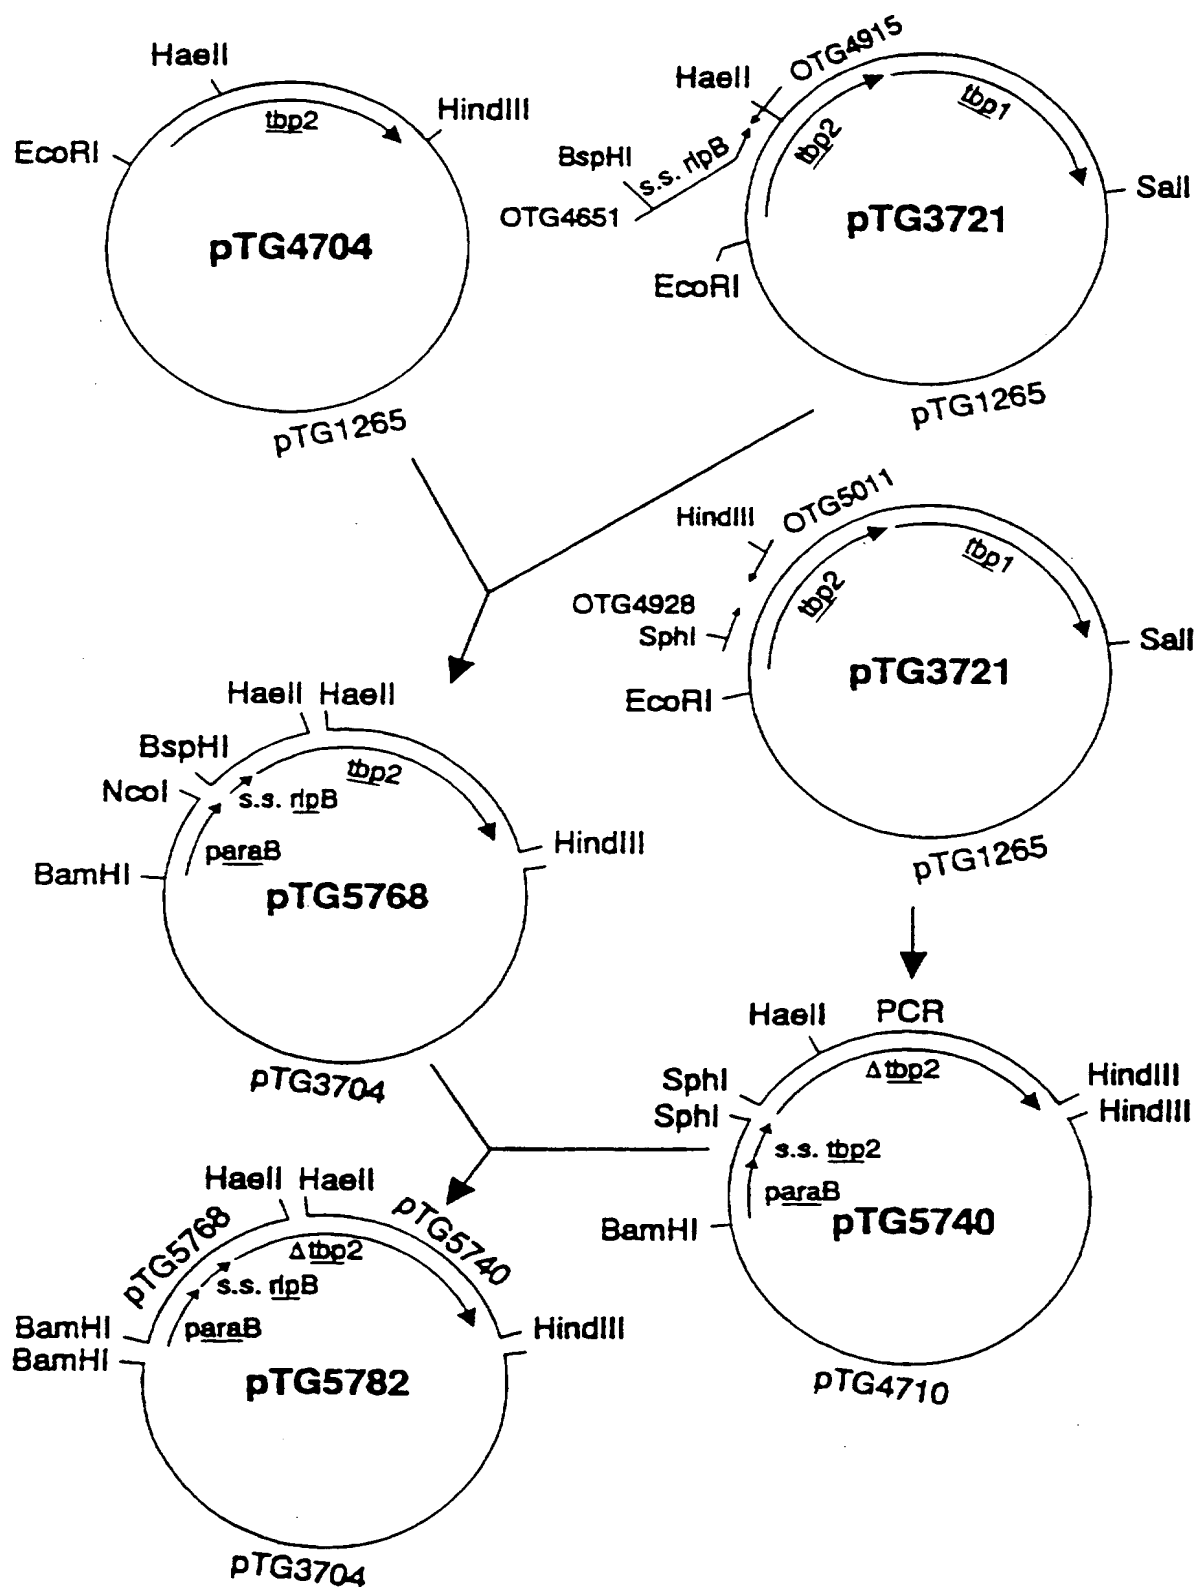 HaeII
HindIII
EcoRI
tbp2
pTG4704
pTG1265
OTG4915
HaeII
BspHI
s.s. rlpB
OTG4651
tbp2
tbp1
SalI
EcoRI
pTG3721
pTG1265
HindIII
OTG5011
OTG4928
SphI
tbp2
tbp1
SalI
EcoRI
pTG3721
pTG1265
HaeII HaeII
BspHI
NcoI
tbp2
s.s. rlpB
paraB
HindIII
BamHI
pTG5768
pTG3704
PCR
HaeII
Δtbp2
SphI
SphI
HindIII
HindIII
s.s. tbp2
paraB
BamHI
pTG5740
pTG4710
HaeII HaeII
pTG5768
pTG5740
Δtbp2
s.s. rlpB
paraB
BamHI
BamHI
HindIII
pTG5782
pTG3704